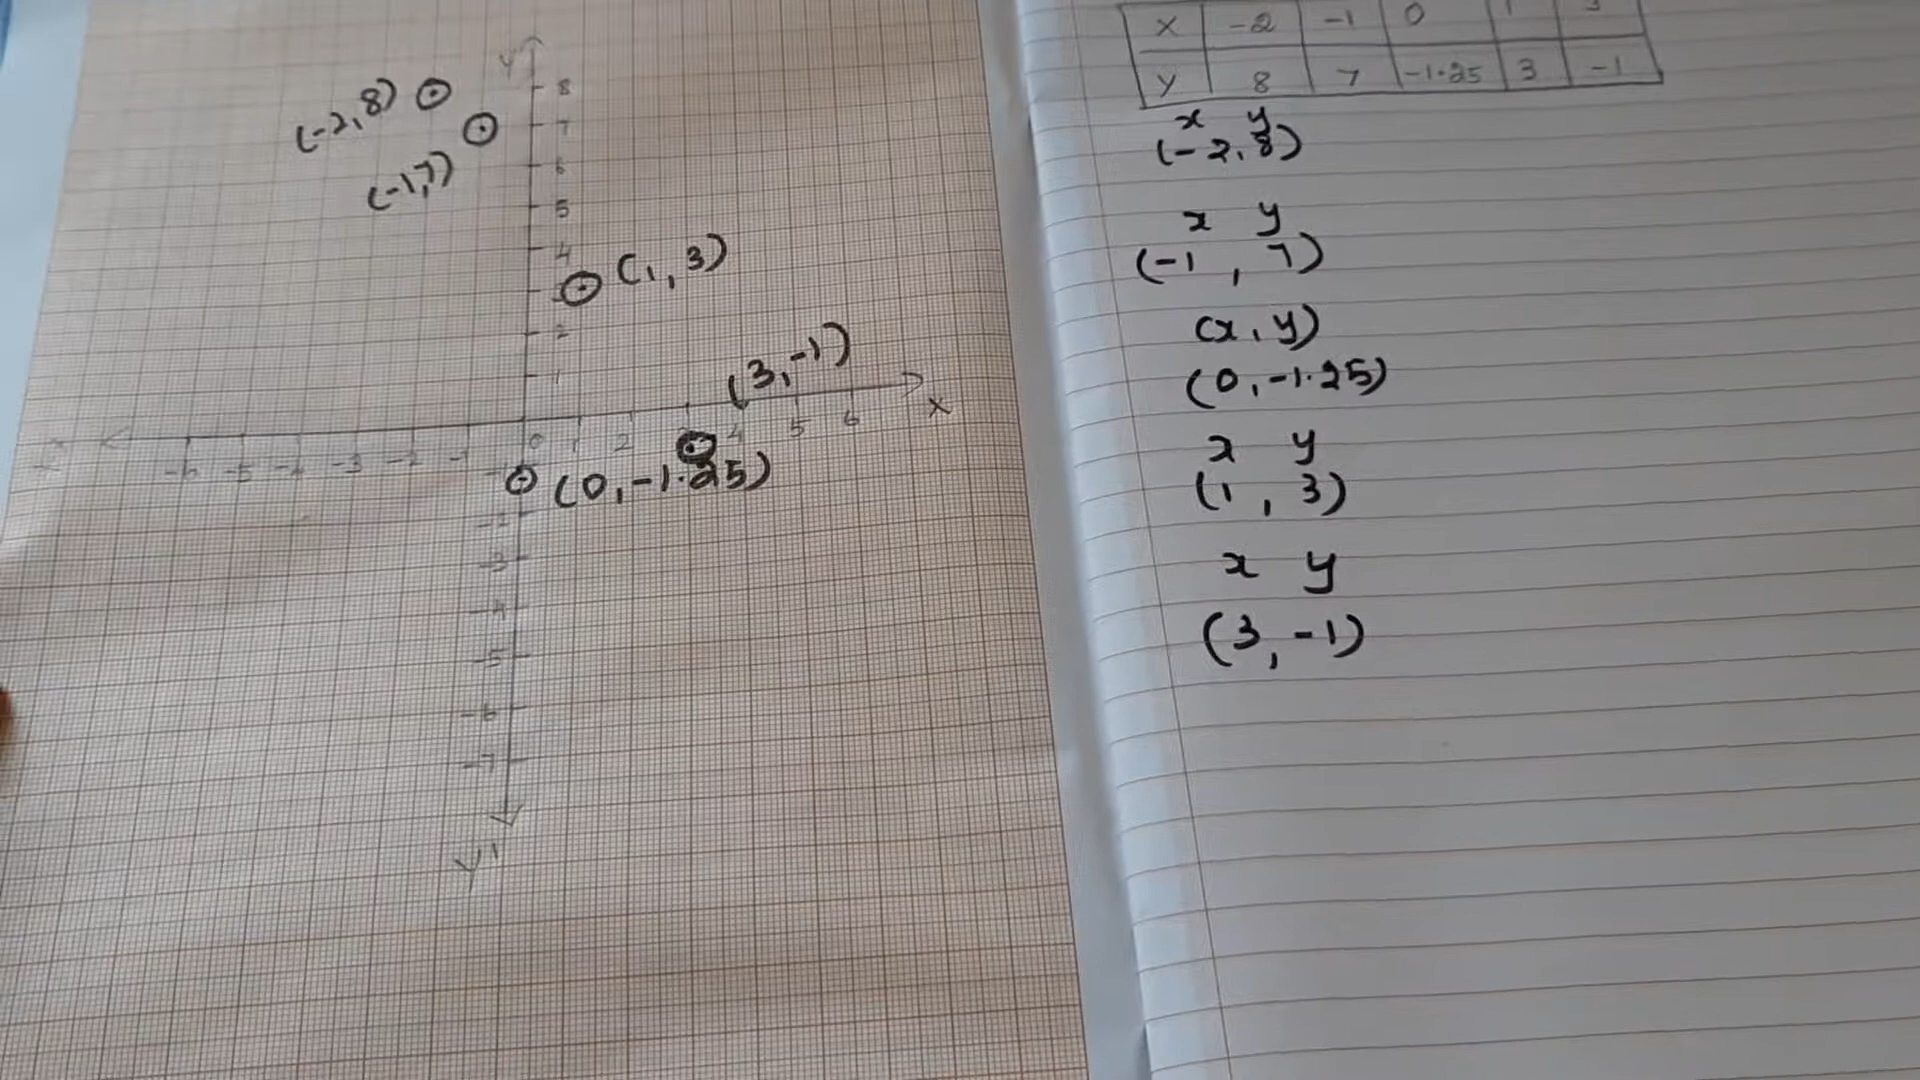 Y
8
(-2,8)
7
(-1,7)
6
5
4
(1, 3)
2
1
(3,-1)
X
-6 -5 -4 -3 -2 -1 0 1 2 4 5 6
(0,-1.25)
-2
-3
-4
-5
-6
-7
Y'
X -2 -1 0 1 3
Y 8 7 -1.25 3 -1
x y
(-2,8)
x y
(-1, 7)
(x, y)
(0,-1.25)
x y
(1, 3)
x y
(3,-1)